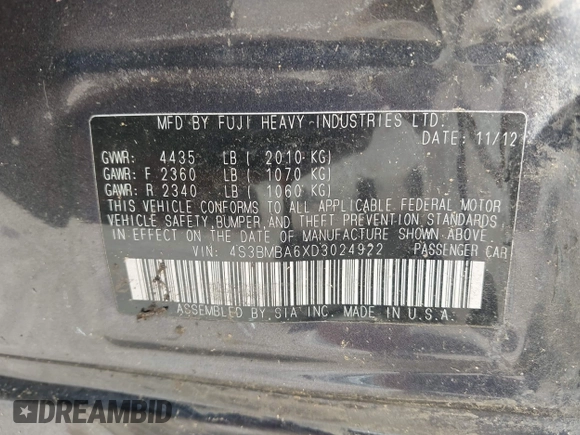 MFD BY FUJI HEAVY INDUSTRIES LTD.
DATE: 11/12
GVWR: 4435 LB ( 2010 KG)
GAWR: F 2360 LB ( 1070 KG)
GAWR: R 2340 LB ( 1060 KG)
THIS VEHICLE CONFORMS TO ALL APPLICABLE FEDERAL MOTOR
VEHICLE SAFETY, BUMPER, AND THEFT PREVENTION STANDARDS
IN EFFECT ON THE DATE OF MANUFACTURE SHOWN ABOVE.
VIN: 4S3BMBA6XD3024922 PASSENGER CAR
ASSEMBLED BY SIA INC. MADE IN U.S.A.
DREAMBID